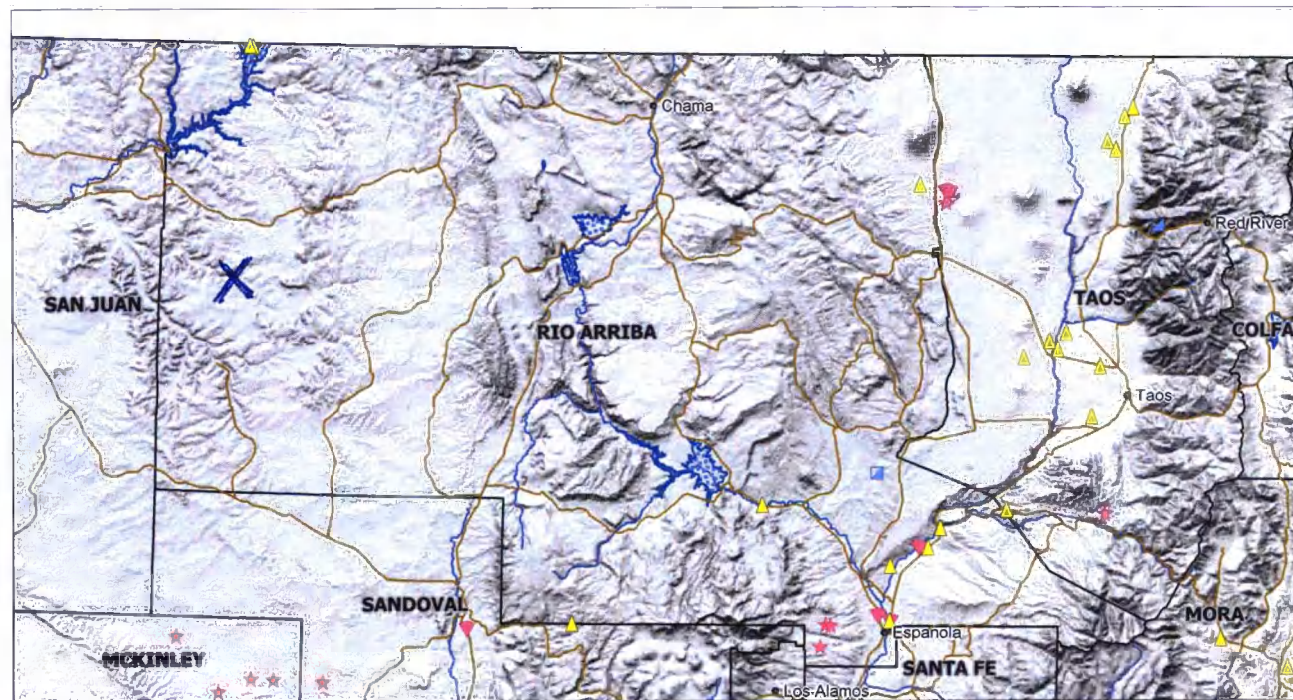 Chama
Red River
SAN JUAN
TAOS
RIO ARRIBA
COLFA
Taos
SANDOVAL
MORA
Espanola
MCKINLEY
SANTA FE
Los Alamos